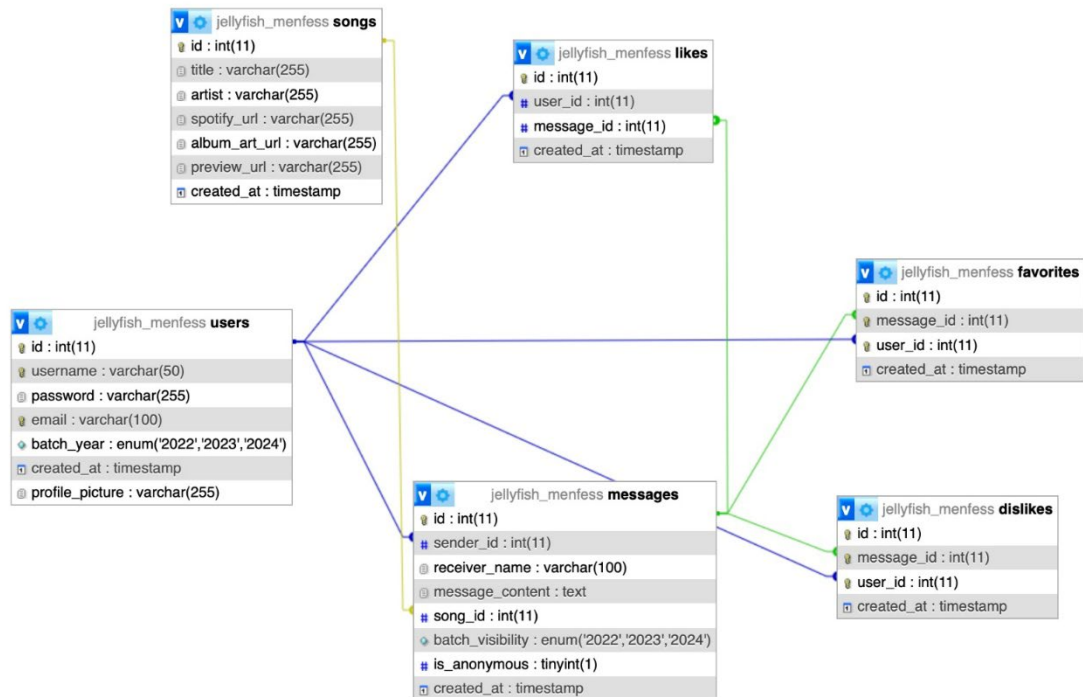 jellyfish_menfess songs
id : int(11)
title : varchar(255)
artist : varchar(255)
spotify_url : varchar(255)
album_art_url : varchar(255)
preview_url : varchar(255)
created_at : timestamp
jellyfish_menfess likes
id : int(11)
user_id : int(11)
message_id : int(11)
created_at : timestamp
jellyfish_menfess favorites
id : int(11)
message_id : int(11)
user_id : int(11)
created_at : timestamp
jellyfish_menfess users
id : int(11)
username : varchar(50)
password : varchar(255)
email : varchar(100)
batch_year : enum('2022','2023','2024')
created_at : timestamp
profile_picture : varchar(255)
jellyfish_menfess messages
id : int(11)
sender_id : int(11)
receiver_name : varchar(100)
message_content : text
song_id : int(11)
batch_visibility : enum('2022','2023','2024')
is_anonymous : tinyint(1)
created_at : timestamp
jellyfish_menfess dislikes
id : int(11)
message_id : int(11)
user_id : int(11)
created_at : timestamp